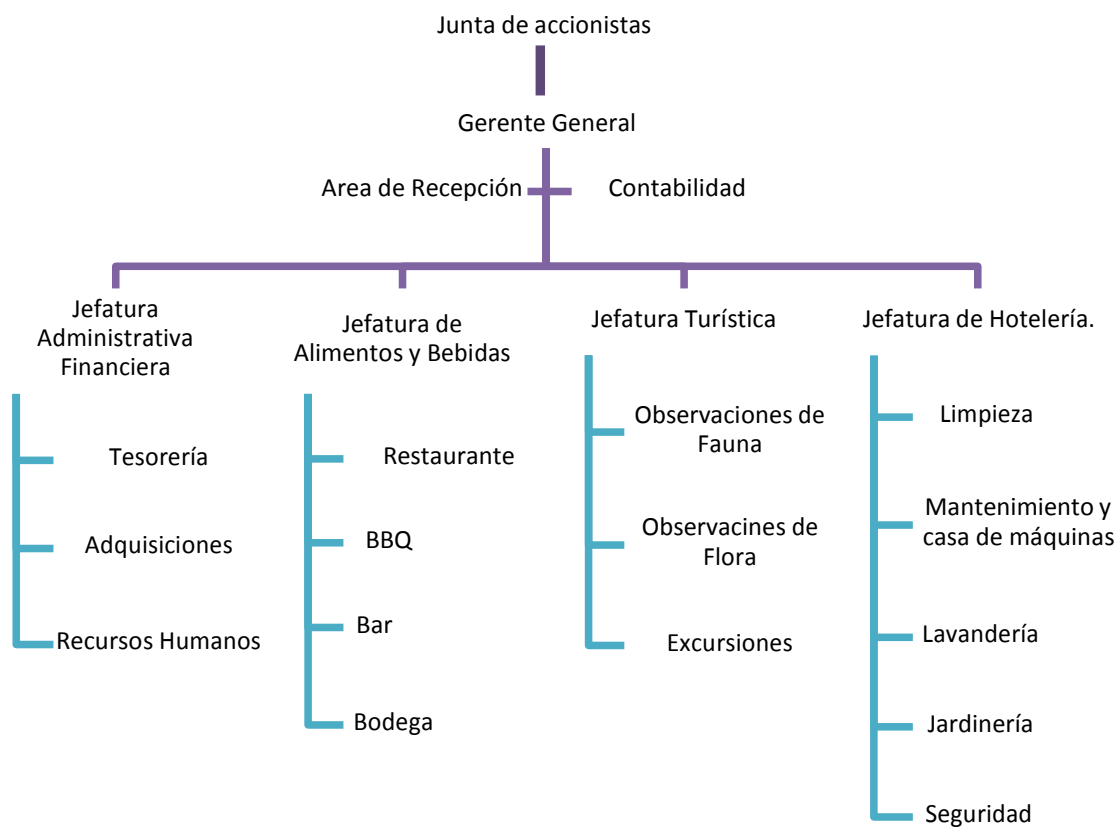 Junta de accionistas
Gerente General
Area de Recepción
Contabilidad
Jefatura
Administrativa
Financiera
Tesorería
Adquisiciones
Recursos Humanos
Jefatura de
Alimentos y Bebidas
Restaurante
BBQ
Bar
Bodega
Jefatura Turística
Observaciones de
Fauna
Observacines de
Flora
Excursiones
Jefatura de Hotelería.
Limpieza
Mantenimiento y
casa de máquinas
Lavandería
Jardinería
Seguridad